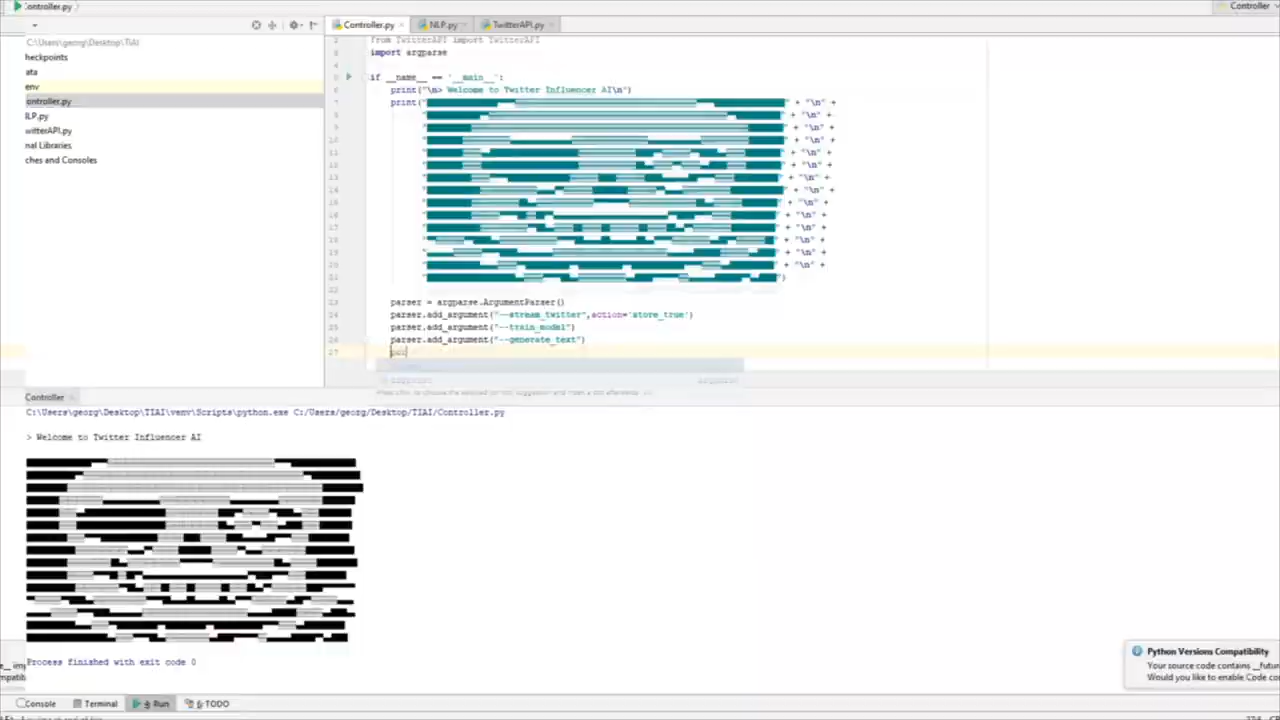 Controller.py
Controller
Controller.py
NLP.py
TwitterAPI.py
C:\Users\georg\Desktop\TIAI
heckpoints
ata
env
ontroller.py
LP.py
witterAPI.py
nal Libraries
ches and Consoles
from TwitterAPI import TwitterAPI
import argparse
if __name__ == '__main__':
print("\n> Welcome to Twitter Influencer AI\n")
print("
" + "\n" +
" + "\n" +
" + "\n" +
" + "\n" +
" + "\n" +
" + "\n" +
" + "\n" +
" + "\n" +
" + "\n" +
" + "\n" +
" + "\n" +
" + "\n" +
" + "\n" +
" + "\n" +
")
parser = argparse.ArgumentParser()
parser.add_argument("--stream_twitter",action='store_true')
parser.add_argument("--train_model")
parser.add_argument("--generate_text")
Controller
C:\Users\georg\Desktop\TIAI\venv\Scripts\python.exe C:/Users/georg/Desktop/TIAI/Controller.py
> Welcome to Twitter Influencer AI
Process finished with exit code 0
Python Versions Compatibility
Your source code contains __futur
Would you like to enable Code co
Console
Terminal
4: Run
6: TODO